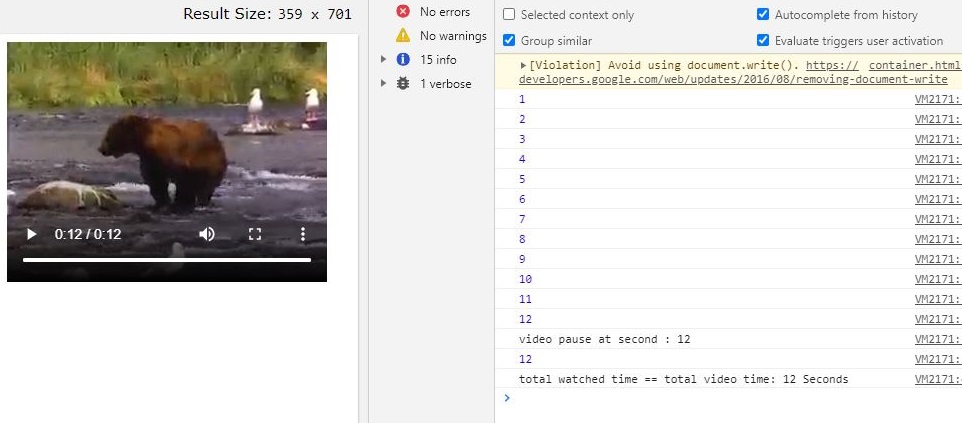 Result Size: 359 x 701
0:12 / 0:12
No errors
No warnings
15 info
1 verbose
Selected context only
Autocomplete from history
Group similar
Evaluate triggers user activation
[Violation] Avoid using document.write(). https:// container.html
developers.google.com/web/updates/2016/08/removing-document-write
1 VM2171:
2 VM2171:
3 VM2171:
4 VM2171:
5 VM2171:
6 VM2171:
7 VM2171:
8 VM2171:
9 VM2171:
10 VM2171:
11 VM2171:
12 VM2171:
video pause at second : 12 VM2171:
12 VM2171:
total watched time == total video time: 12 Seconds VM2171: